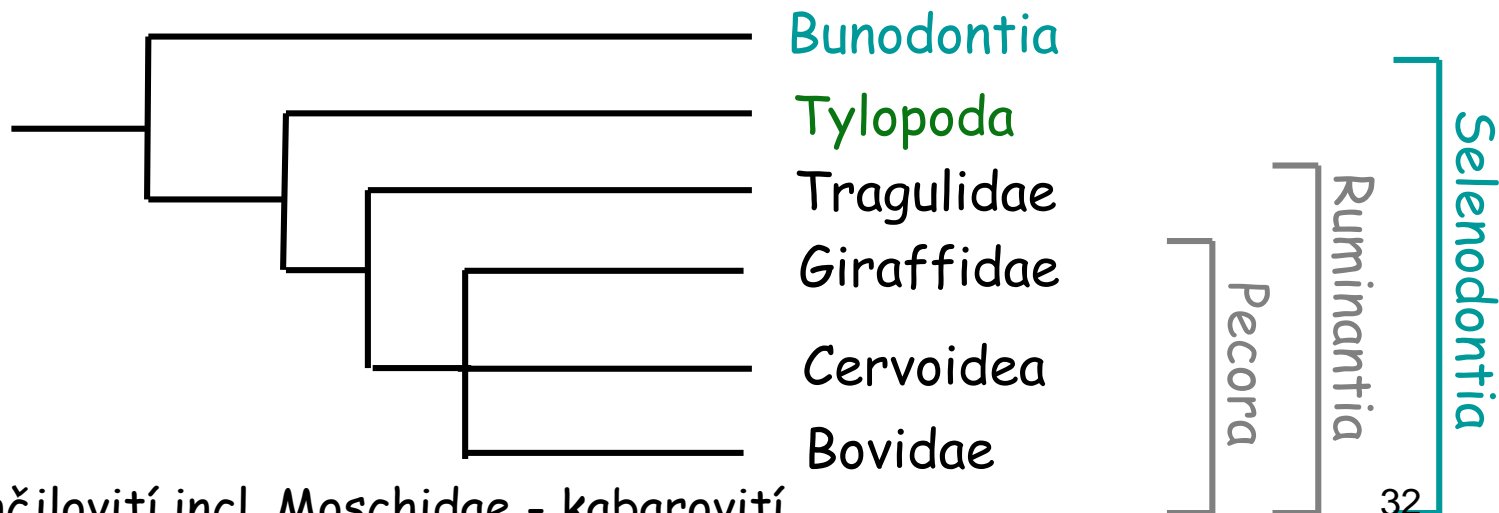 Bunodontia
Tylopoda
Tragulidae
Giraffidae
Cervoidea
Bovidae
Pecora
Ruminantia
Selenodontia
incl. Moschidae - kabarovití
32